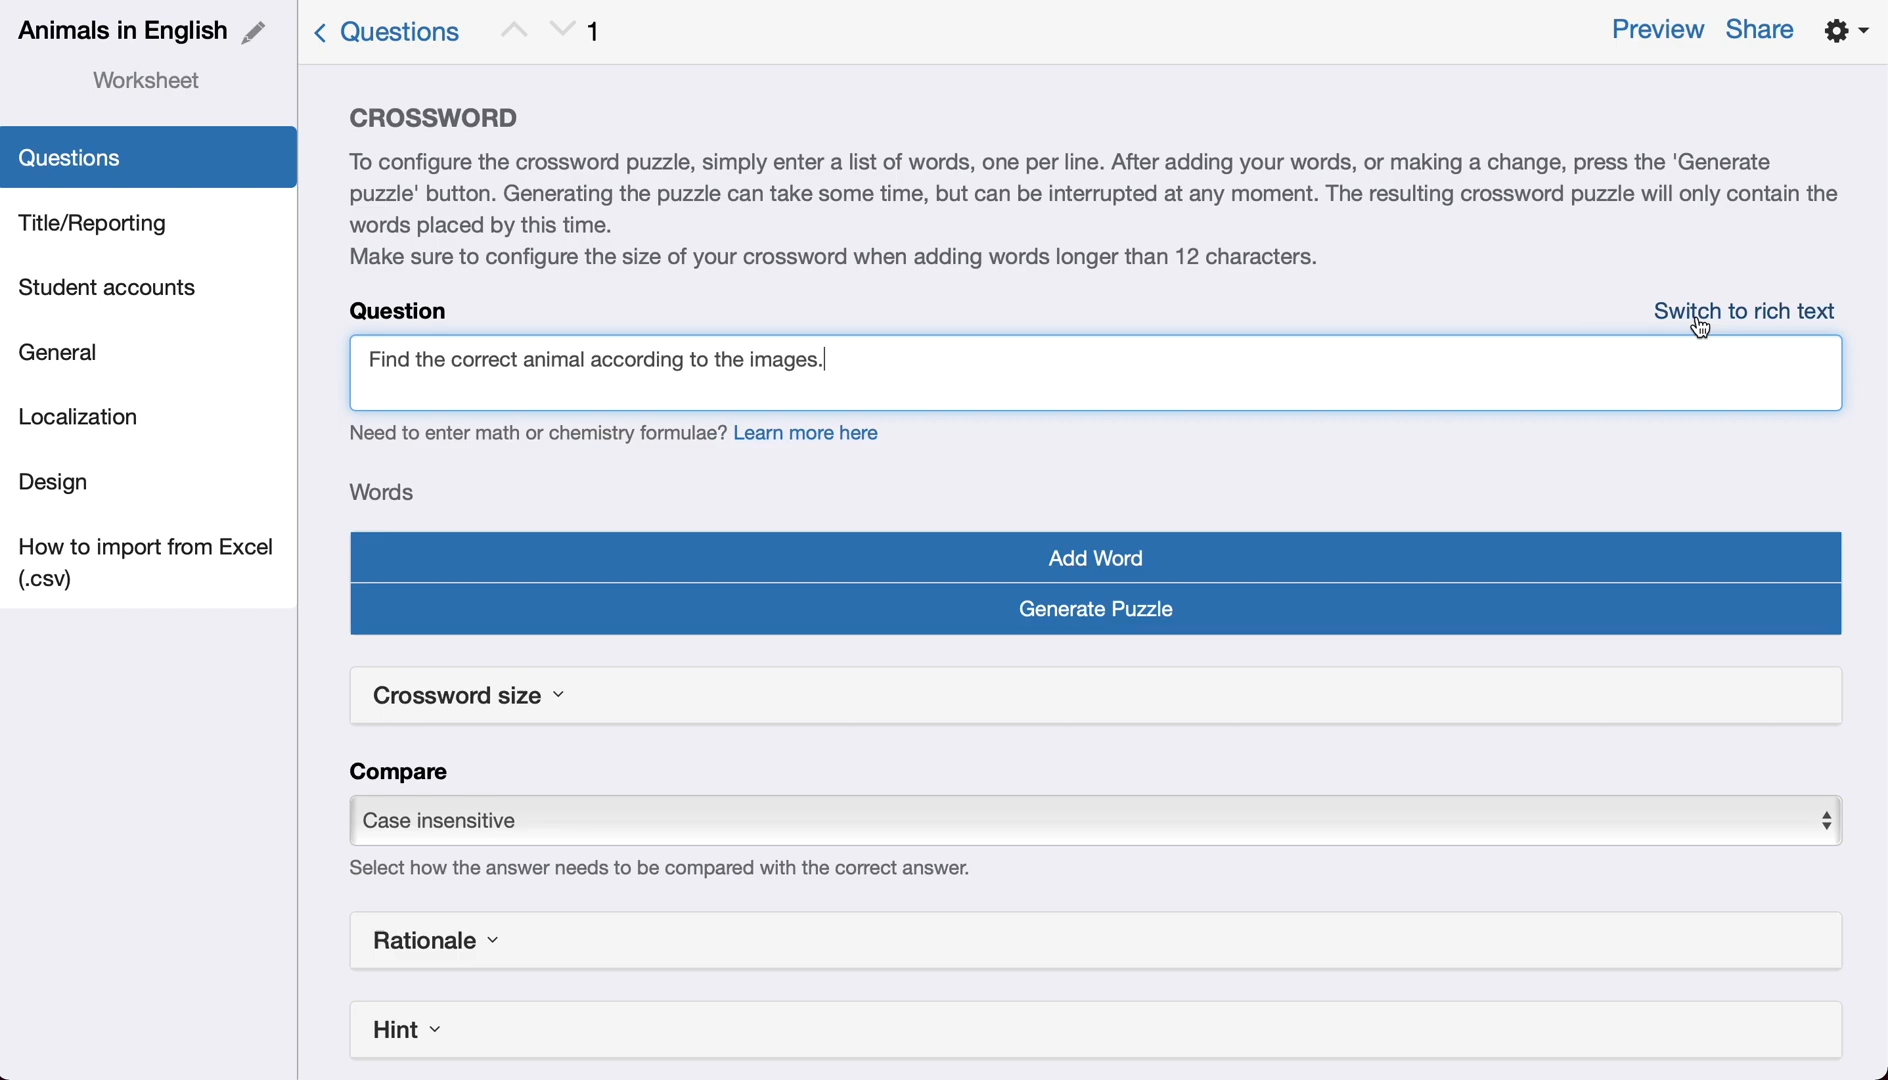 Animals in English
Worksheet
Questions
Title/Reporting
Student accounts
General
Localization
Design
How to import from Excel
(.csv)
Questions
1
Preview
Share
CROSSWORD
To configure the crossword puzzle, simply enter a list of words, one per line. After adding your words, or making a change, press the 'Generate
puzzle' button. Generating the puzzle can take some time, but can be interrupted at any moment. The resulting crossword puzzle will only contain the
words placed by this time.
Make sure to configure the size of your crossword when adding words longer than 12 characters.
Question
Switch to rich text
Find the correct animal according to the images.
Need to enter math or chemistry formulae? Learn more here
Words
Add Word
Generate Puzzle
Crossword size
Compare
Case insensitive
Select how the answer needs to be compared with the correct answer.
Rationale
Hint